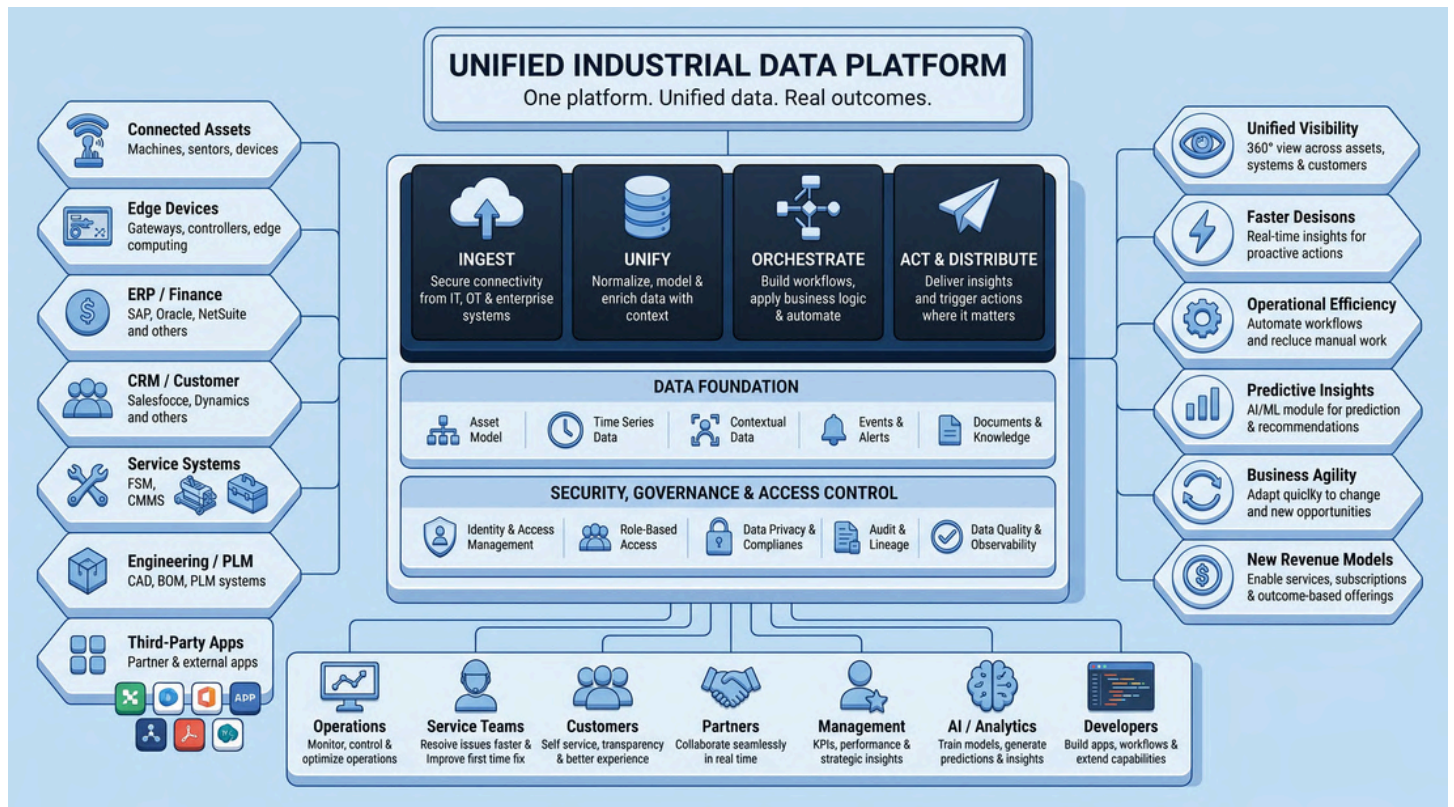 UNIFIED INDUSTRIAL DATA PLATFORM
One platform. Unified data. Real outcomes.
Connected Assets
Machines, sentors, devices
Edge Devices
Gateways, controllers, edge
computing
ERP / Finance
SAP, Oracle, NetSuite
and others
CRM / Customer
Salesfocce, Dynamics
and others
Service Systems
FSM,
CMMS
Engineering / PLM
CAD, BOM, PLM systems
Third-Party Apps
Partner & external apps
ADP
INGEST
Secure connectivity
from IT, OT & enterprise
systems
UNIFY
Normalize, model &
enrich data with
context
ORCHESTRATE
Build workflows,
apply business logic
& automate
ACT & DISTRIBUTE
Deliver insights
and trigger actions
where it matters
DATA FOUNDATION
Asset
Model
Time Series
Data
Contextual
Data
Events &
Alerts
Documents &
Knowledge
SECURITY, GOVERNANCE & ACCESS CONTROL
Identity & Access
Management
Role-Based
Access
Data Privacy &
Complianes
Audit &
Lineage
Data Quality &
Observability
Unified Visibility
360° view across assets,
systems & customers
Faster Desisons
Real-time insights for
proactive actions
Operational Efficiency
Automate workflows
and recluce manual work
Predictive Insights
AI/ML module for prediction
& recommendations
Business Agility
Adapt quiclky to change
and new opportunities
New Revenue Models
Enable services, subscriptions
& outcome-based offerings
Operations
Monitor, control &
optimize operations
Service Teams
Resoive issues faster &
Improve first time fix
Customers
Self service, transparency
& better experience
Partners
Collaborate seamlessly
in real time
Management
KPIs, performance &
strategic insights
AI / Analytics
Train models, generate
predictions & insights
Developers
Build apps, workflows &
extend capabilities